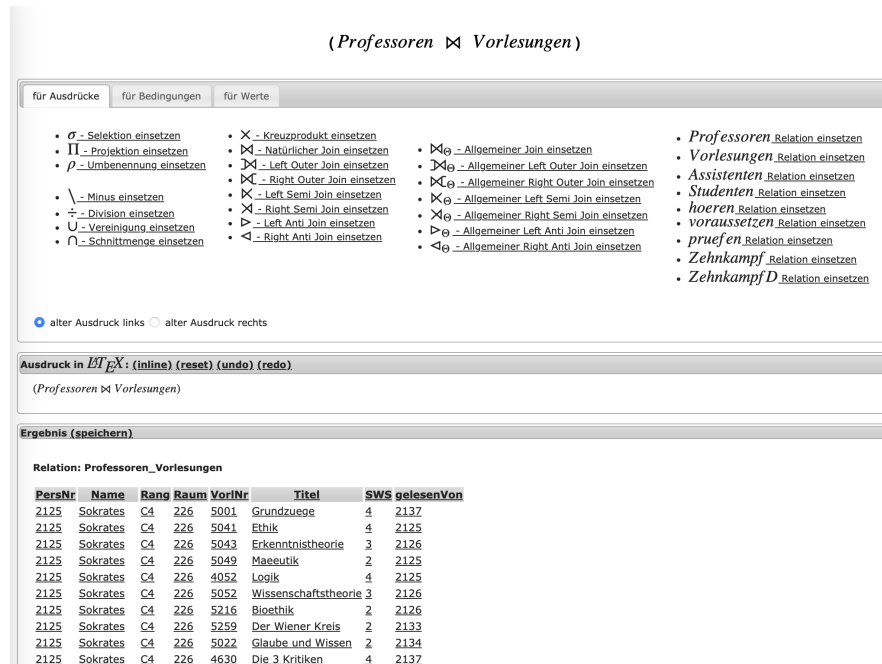 (Professoren ⋈ Vorlesungen)
für Ausdrücke für Bedingungen für Werte
• σ - Selektion einsetzen
• Π - Projektion einsetzen
• ρ - Umbenennung einsetzen
• \ - Minus einsetzen
• ÷ - Division einsetzen
• ∪ - Vereinigung einsetzen
• ∩ - Schnittmenge einsetzen
• × - Kreuzprodukt einsetzen
• ⋈ - Natürlicher Join einsetzen
• ⟕ - Left Outer Join einsetzen
• ⟖ - Right Outer Join einsetzen
• ⋉ - Left Semi Join einsetzen
• ⋊ - Right Semi Join einsetzen
• ▷ - Left Anti Join einsetzen
• ◁ - Right Anti Join einsetzen
• ⋈Θ - Allgemeiner Join einsetzen
• ⟕Θ - Allgemeiner Left Outer Join einsetzen
• ⟖Θ - Allgemeiner Right Outer Join einsetzen
• ⋉Θ - Allgemeiner Left Semi Join einsetzen
• ⋊Θ - Allgemeiner Right Semi Join einsetzen
• ▷Θ - Allgemeiner Left Anti Join einsetzen
• ◁Θ - Allgemeiner Right Anti Join einsetzen
• Professoren Relation einsetzen
• Vorlesungen Relation einsetzen
• Assistenten Relation einsetzen
• Studenten Relation einsetzen
• hoeren Relation einsetzen
• voraussetzen Relation einsetzen
• pruefen Relation einsetzen
• Zehnkampf Relation einsetzen
• ZehnkampfD Relation einsetzen
alter Ausdruck links alter Ausdruck rechts
Ausdruck in LATEX: (inline) (reset) (undo) (redo)
(Professoren ⋈ Vorlesungen)
Ergebnis (speichern)
Relation: Professoren_Vorlesungen
PersNr Name Rang Raum VorlNr Titel SWS gelesenVon
2125 Sokrates C4 226 5001 Grundzuege 4 2137
2125 Sokrates C4 226 5041 Ethik 4 2125
2125 Sokrates C4 226 5043 Erkenntnistheorie 3 2126
2125 Sokrates C4 226 5049 Maeeutik 2 2125
2125 Sokrates C4 226 4052 Logik 4 2125
2125 Sokrates C4 226 5052 Wissenschaftstheorie 3 2126
2125 Sokrates C4 226 5216 Bioethik 2 2126
2125 Sokrates C4 226 5259 Der Wiener Kreis 2 2133
2125 Sokrates C4 226 5022 Glaube und Wissen 2 2134
2125 Sokrates C4 226 4630 Die 3 Kritiken 4 2137